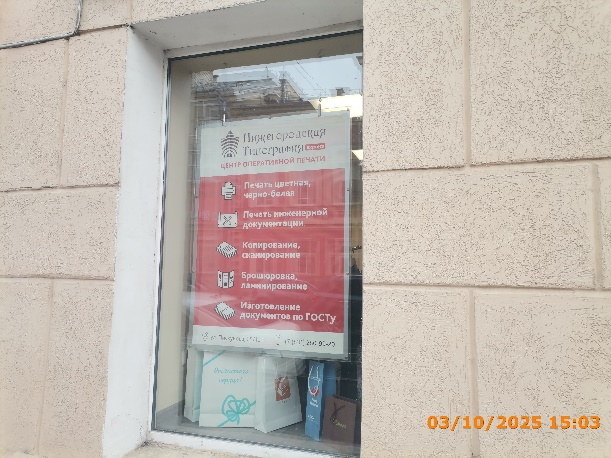 Нижегородская
Типография
ЦЕНТР ОПЕРАТИВНОЙ ПЕЧАТИ
Печать цветная,
черно-белая
Печать инженерной
документации
Копирование,
сканирование
Брошюровка,
ламинирование
Изготовление
документов по ГОСТу
03/10/2025 15:03